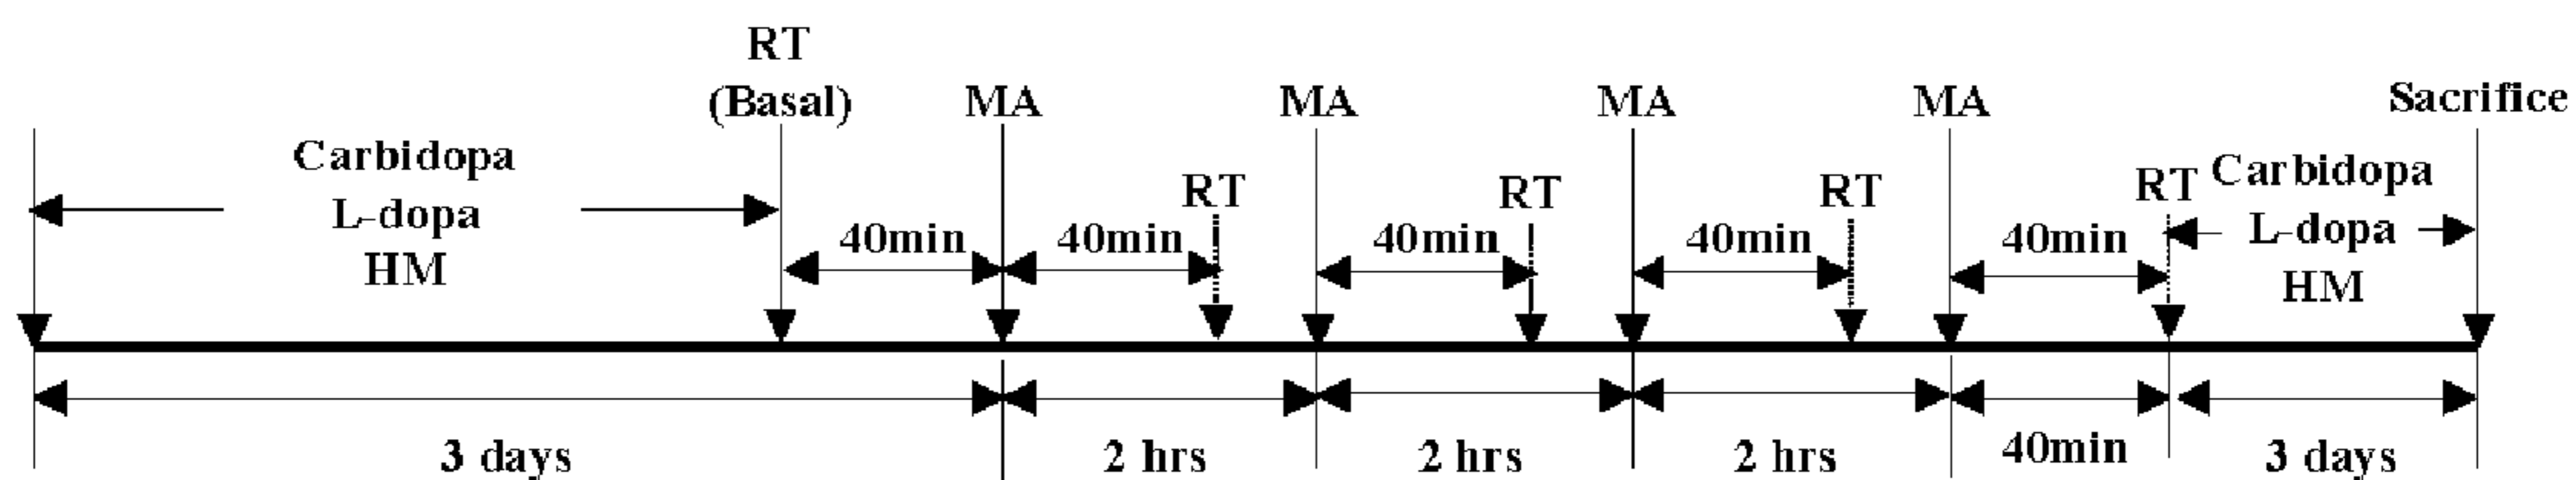 RT
(Basal)
MA
MA
MA
MA
Sacrifice
Carbidopa
L-dopa
HM
RT
RT
RT
RT
Carbidopa
L-dopa
HM
40min
40min
40min
40min
40min
3 days
2 hrs
2 hrs
2 hrs
40min
3 days